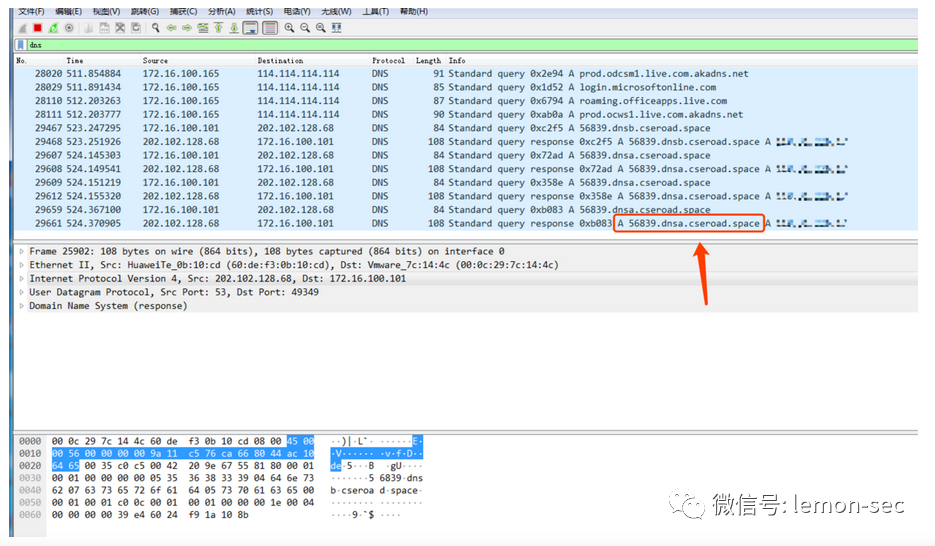 文件(F) 编辑(E) 视图(V) 跳转(G) 捕获(C) 分析(A) 统计(S) 电话(Y) 无线(W) 工具(T) 帮助(H)
dns
No. Time Source Destination Protocol Length Info
28020 511.854884 172.16.100.165 114.114.114.114 DNS 91 Standard query 0x2e94 A prod.odcsm1.live.com.akadns.net
28029 511.891434 172.16.100.165 114.114.114.114 DNS 85 Standard query 0x1d52 A login.microsoftonline.com
28110 512.203263 172.16.100.165 114.114.114.114 DNS 87 Standard query 0x6794 A roaming.officeapps.live.com
28111 512.203777 172.16.100.165 114.114.114.114 DNS 90 Standard query 0xab0a A prod.ocws1.live.com.akadns.net
29467 523.247295 172.16.100.101 202.102.128.68 DNS 84 Standard query 0xc2f5 A 56839.dnsb.cseroad.space
29468 523.251926 202.102.128.68 172.16.100.101 DNS 108 Standard query response 0xc2f5 A 56839.dnsb.cseroad.space A
29607 524.145303 172.16.100.101 202.102.128.68 DNS 84 Standard query 0x72ad A 56839.dnsa.cseroad.space
29608 524.149541 202.102.128.68 172.16.100.101 DNS 108 Standard query response 0x72ad A 56839.dnsa.cseroad.space A
29609 524.151219 172.16.100.101 202.102.128.68 DNS 84 Standard query 0x358e A 56839.dnsa.cseroad.space
29612 524.155320 202.102.128.68 172.16.100.101 DNS 108 Standard query response 0x358e A 56839.dnsa.cseroad.space A
29659 524.367100 172.16.100.101 202.102.128.68 DNS 84 Standard query 0xb083 A 56839.dnsa.cseroad.space
29661 524.370905 202.102.128.68 172.16.100.101 DNS 108 Standard query response 0xb083 A 56839.dnsa.cseroad.space A
Frame 25902: 108 bytes on wire (864 bits), 108 bytes captured (864 bits) on interface 0
Ethernet II, Src: HuaweiTe_0b:10:cd (60:de:f3:0b:10:cd), Dst: Vmware_7c:14:4c (00:0c:29:7c:14:4c)
Internet Protocol Version 4, Src: 202.102.128.68, Dst: 172.16.100.101
User Datagram Protocol, Src Port: 53, Dst Port: 49349
Domain Name System (response)
0000 00 0c 29 7c 14 4c 60 de f3 0b 10 cd 08 00 45 00 ··)|·L`· ······E·
0010 00 56 00 00 00 00 9a 11 c5 76 ca 66 80 44 ac 10 ·V······ ·v·f·D··
0020 64 65 00 35 c0 c5 00 42 20 9e 67 55 81 80 00 01 de·5···B ·gU····
0030 00 01 00 00 00 00 05 35 36 38 33 39 04 64 6e 73 ·······5 6839·dns
0040 62 07 63 73 65 72 6f 61 64 05 73 70 61 63 65 00 b·cseroa d·space·
0050 00 01 00 01 c0 0c 00 01 00 01 00 00 00 1e 00 04 ········ ········
0060 00 00 00 00 39 e4 60 24 f9 1a 10 8b ····9·`$ ····
微信号: lemon-sec